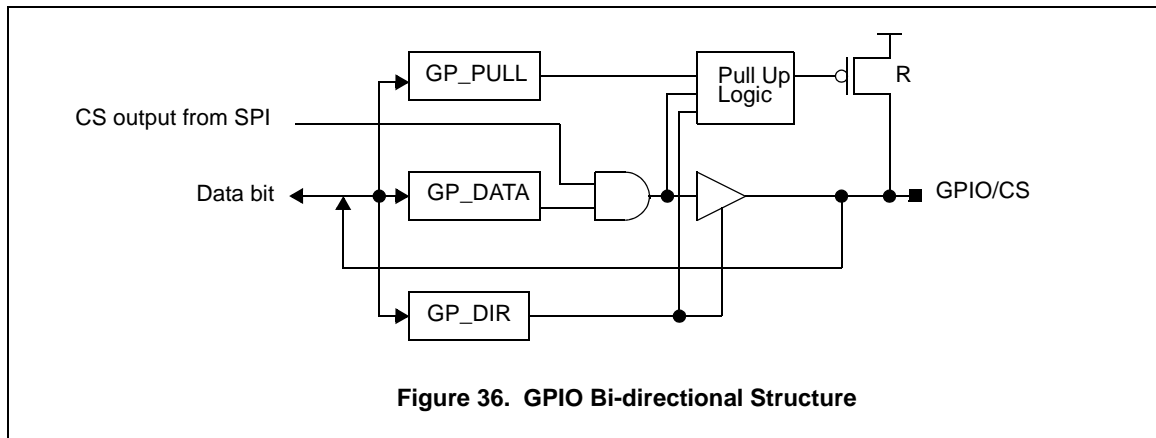 GP_PULL
Pull Up
Logic
R
CS output from SPI
Data bit
GP_DATA
GPIO/CS
GP_DIR
Figure 36. GPIO Bi-directional Structure